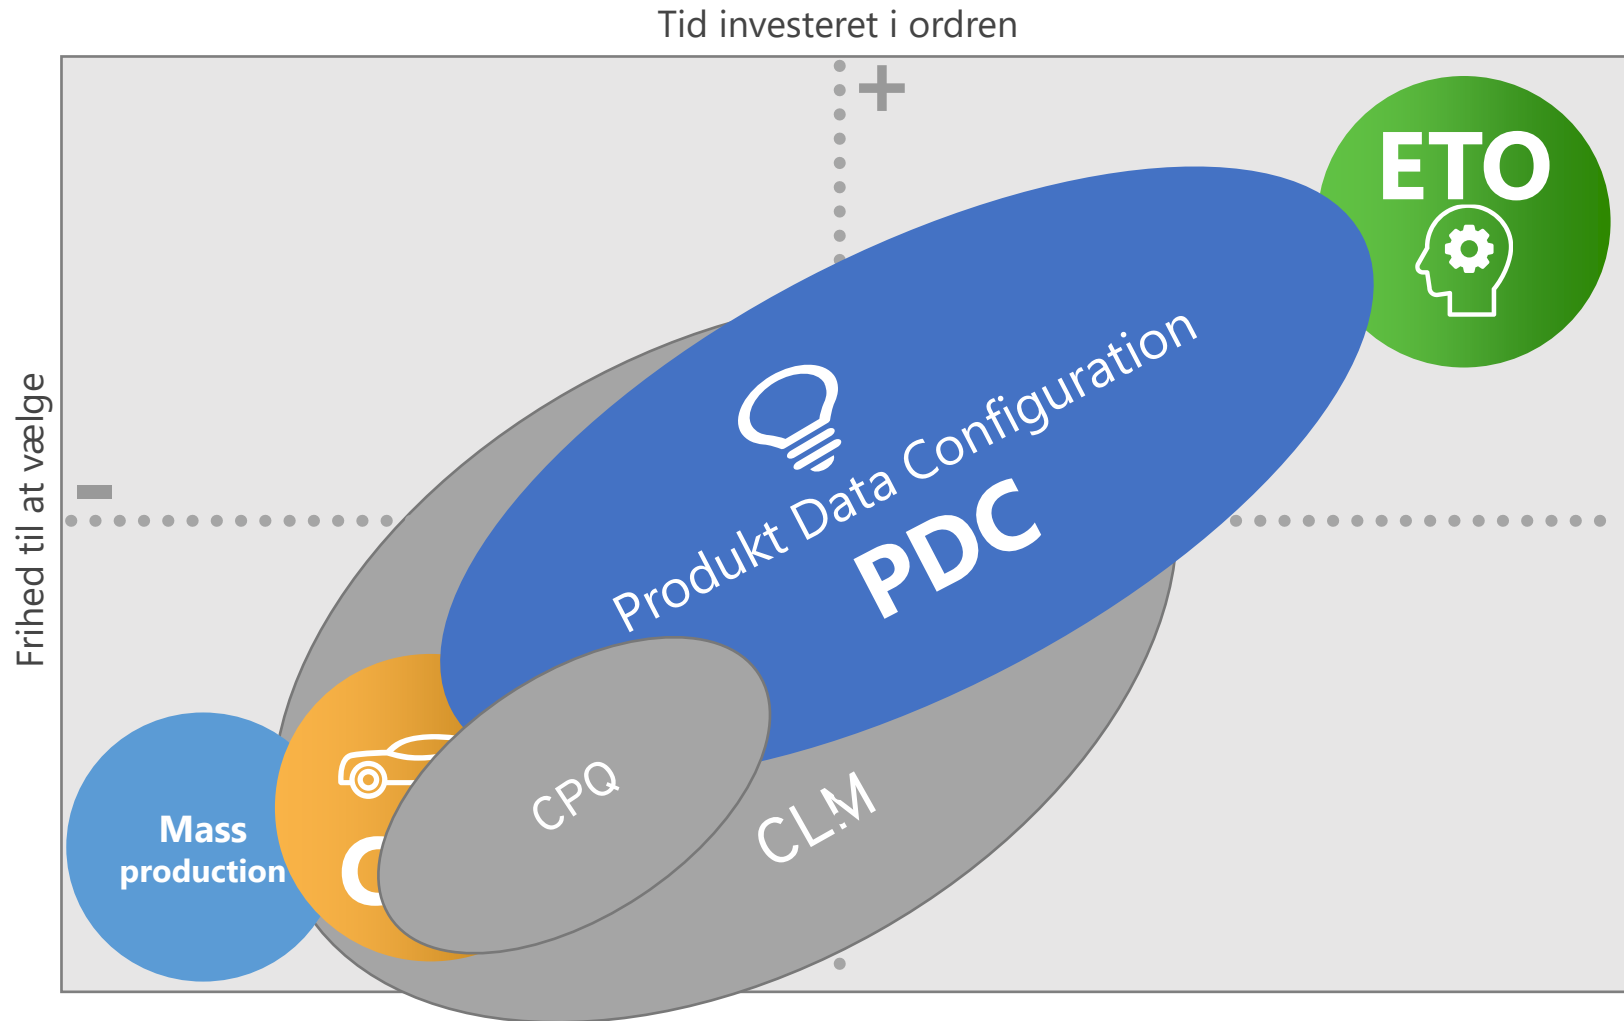 Tid investeret i ordren
+
ETO
Frihed til at vælge
-
Produkt Data Configuration
PDC
CPQ
CLM
Mass
production